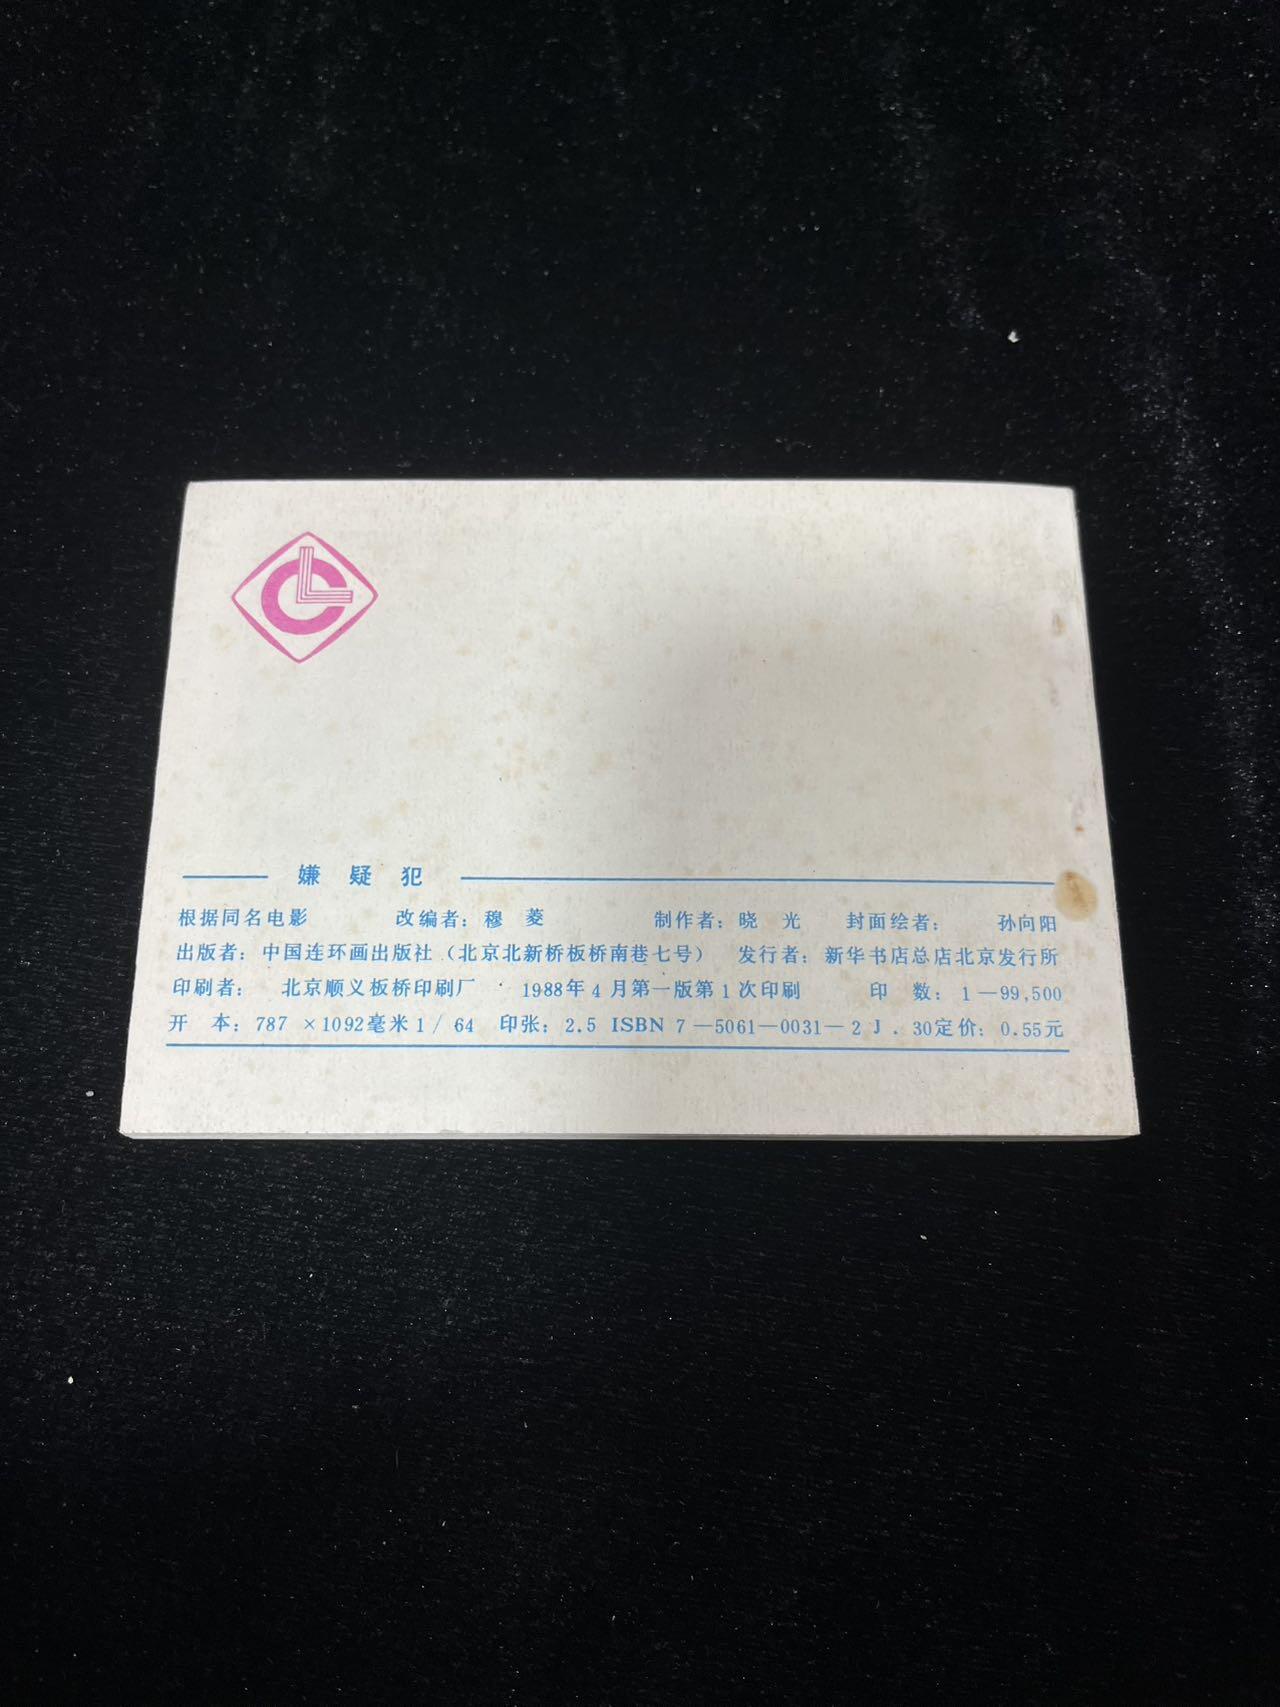 嫌疑犯
根据同名电影 改编者：穆 菱 制作者：晓 光 封面绘者： 孙向阳
出版者：中国连环画出版社（北京北新桥板桥南巷七号） 发行者：新华书店总店北京发行所
印刷者： 北京顺义板桥印刷厂 1988年4月第一版第1次印刷 印 数：1—99,500
开 本：787 ×1092毫米1/64 印张：2.5 ISBN 7—5061—0031—2 J．30定价：0.55元